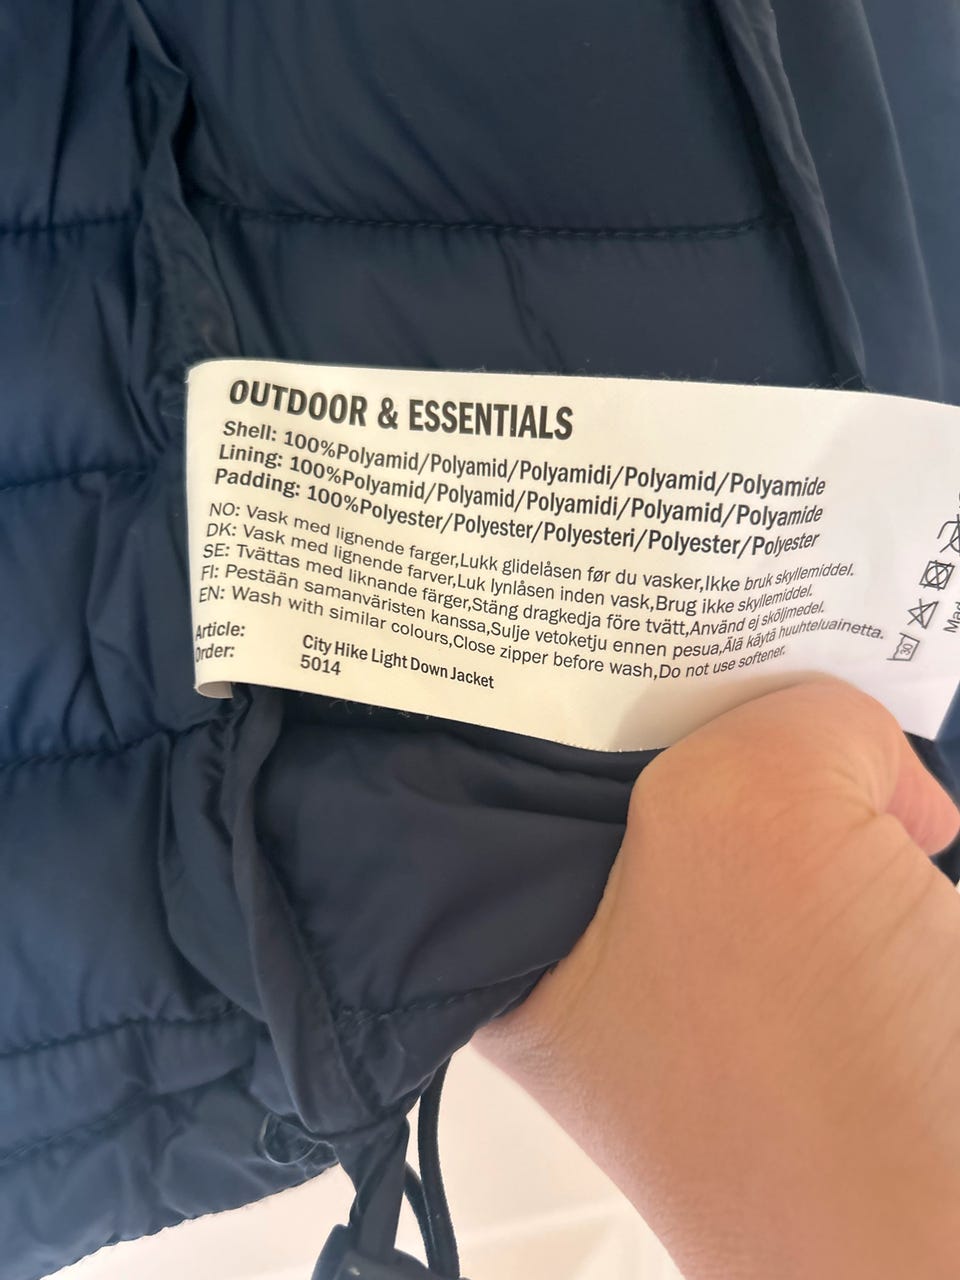 OUTDOOR & ESSENTIALS
Shell: 100%Polyamid/Polyamid/Polyamidi/Polyamid/Polyamide
Lining: 100%Polyamid/Polyamid/Polyamidi/Polyamid/Polyamide
Padding: 100%Polyester/Polyester/Polyesteri/Polyester/Polyester
NO: Vask med lignende farger,Lukk glidelåsen før du vasker,Ikke bruk skyllemiddel.
DK: Vask med lignende farver,Luk lynlåsen inden vask,Brug ikke skyllemiddel.
SE: Tvättas med liknande färger,Stäng dragkedja före tvätt,Använd ej sköljmedel.
FI: Pestään samanväristen kanssa,Sulje vetoketju ennen pesua,Älä käytä huuhteluainetta.
EN: Wash with similar colours,Close zipper before wash,Do not use softener.
Article: City Hike Light Down Jacket
Order: 5014
30